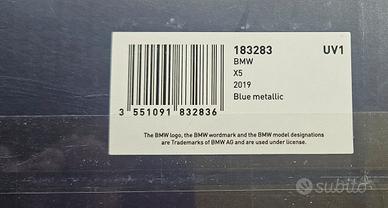 183283
UV1
BMW
X5
2019
Blue metallic
3 551091 832836
The BMW logo, the BMW wordmark and the BMW model designations
are Trademarks of BMW AG and are used under license.
subito